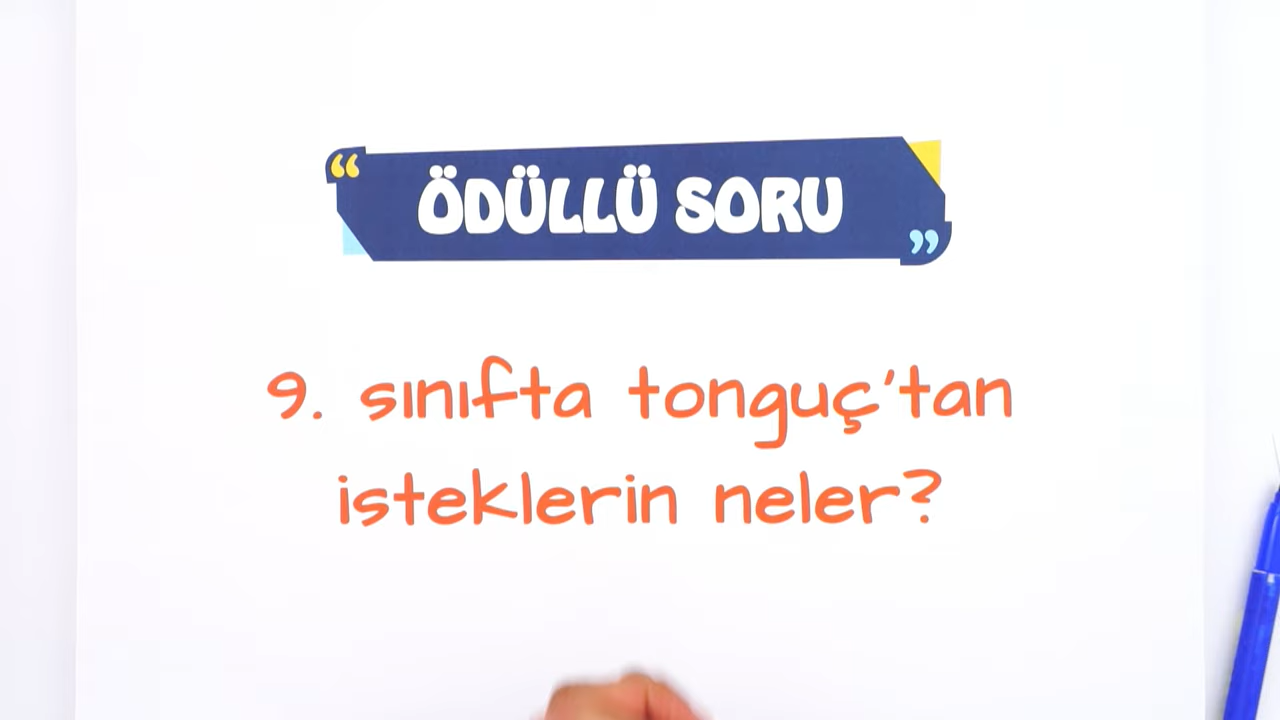 “ ÖDÜLLÜ SORU ”
9. sınıfta tonguç'tan
isteklerin neler?